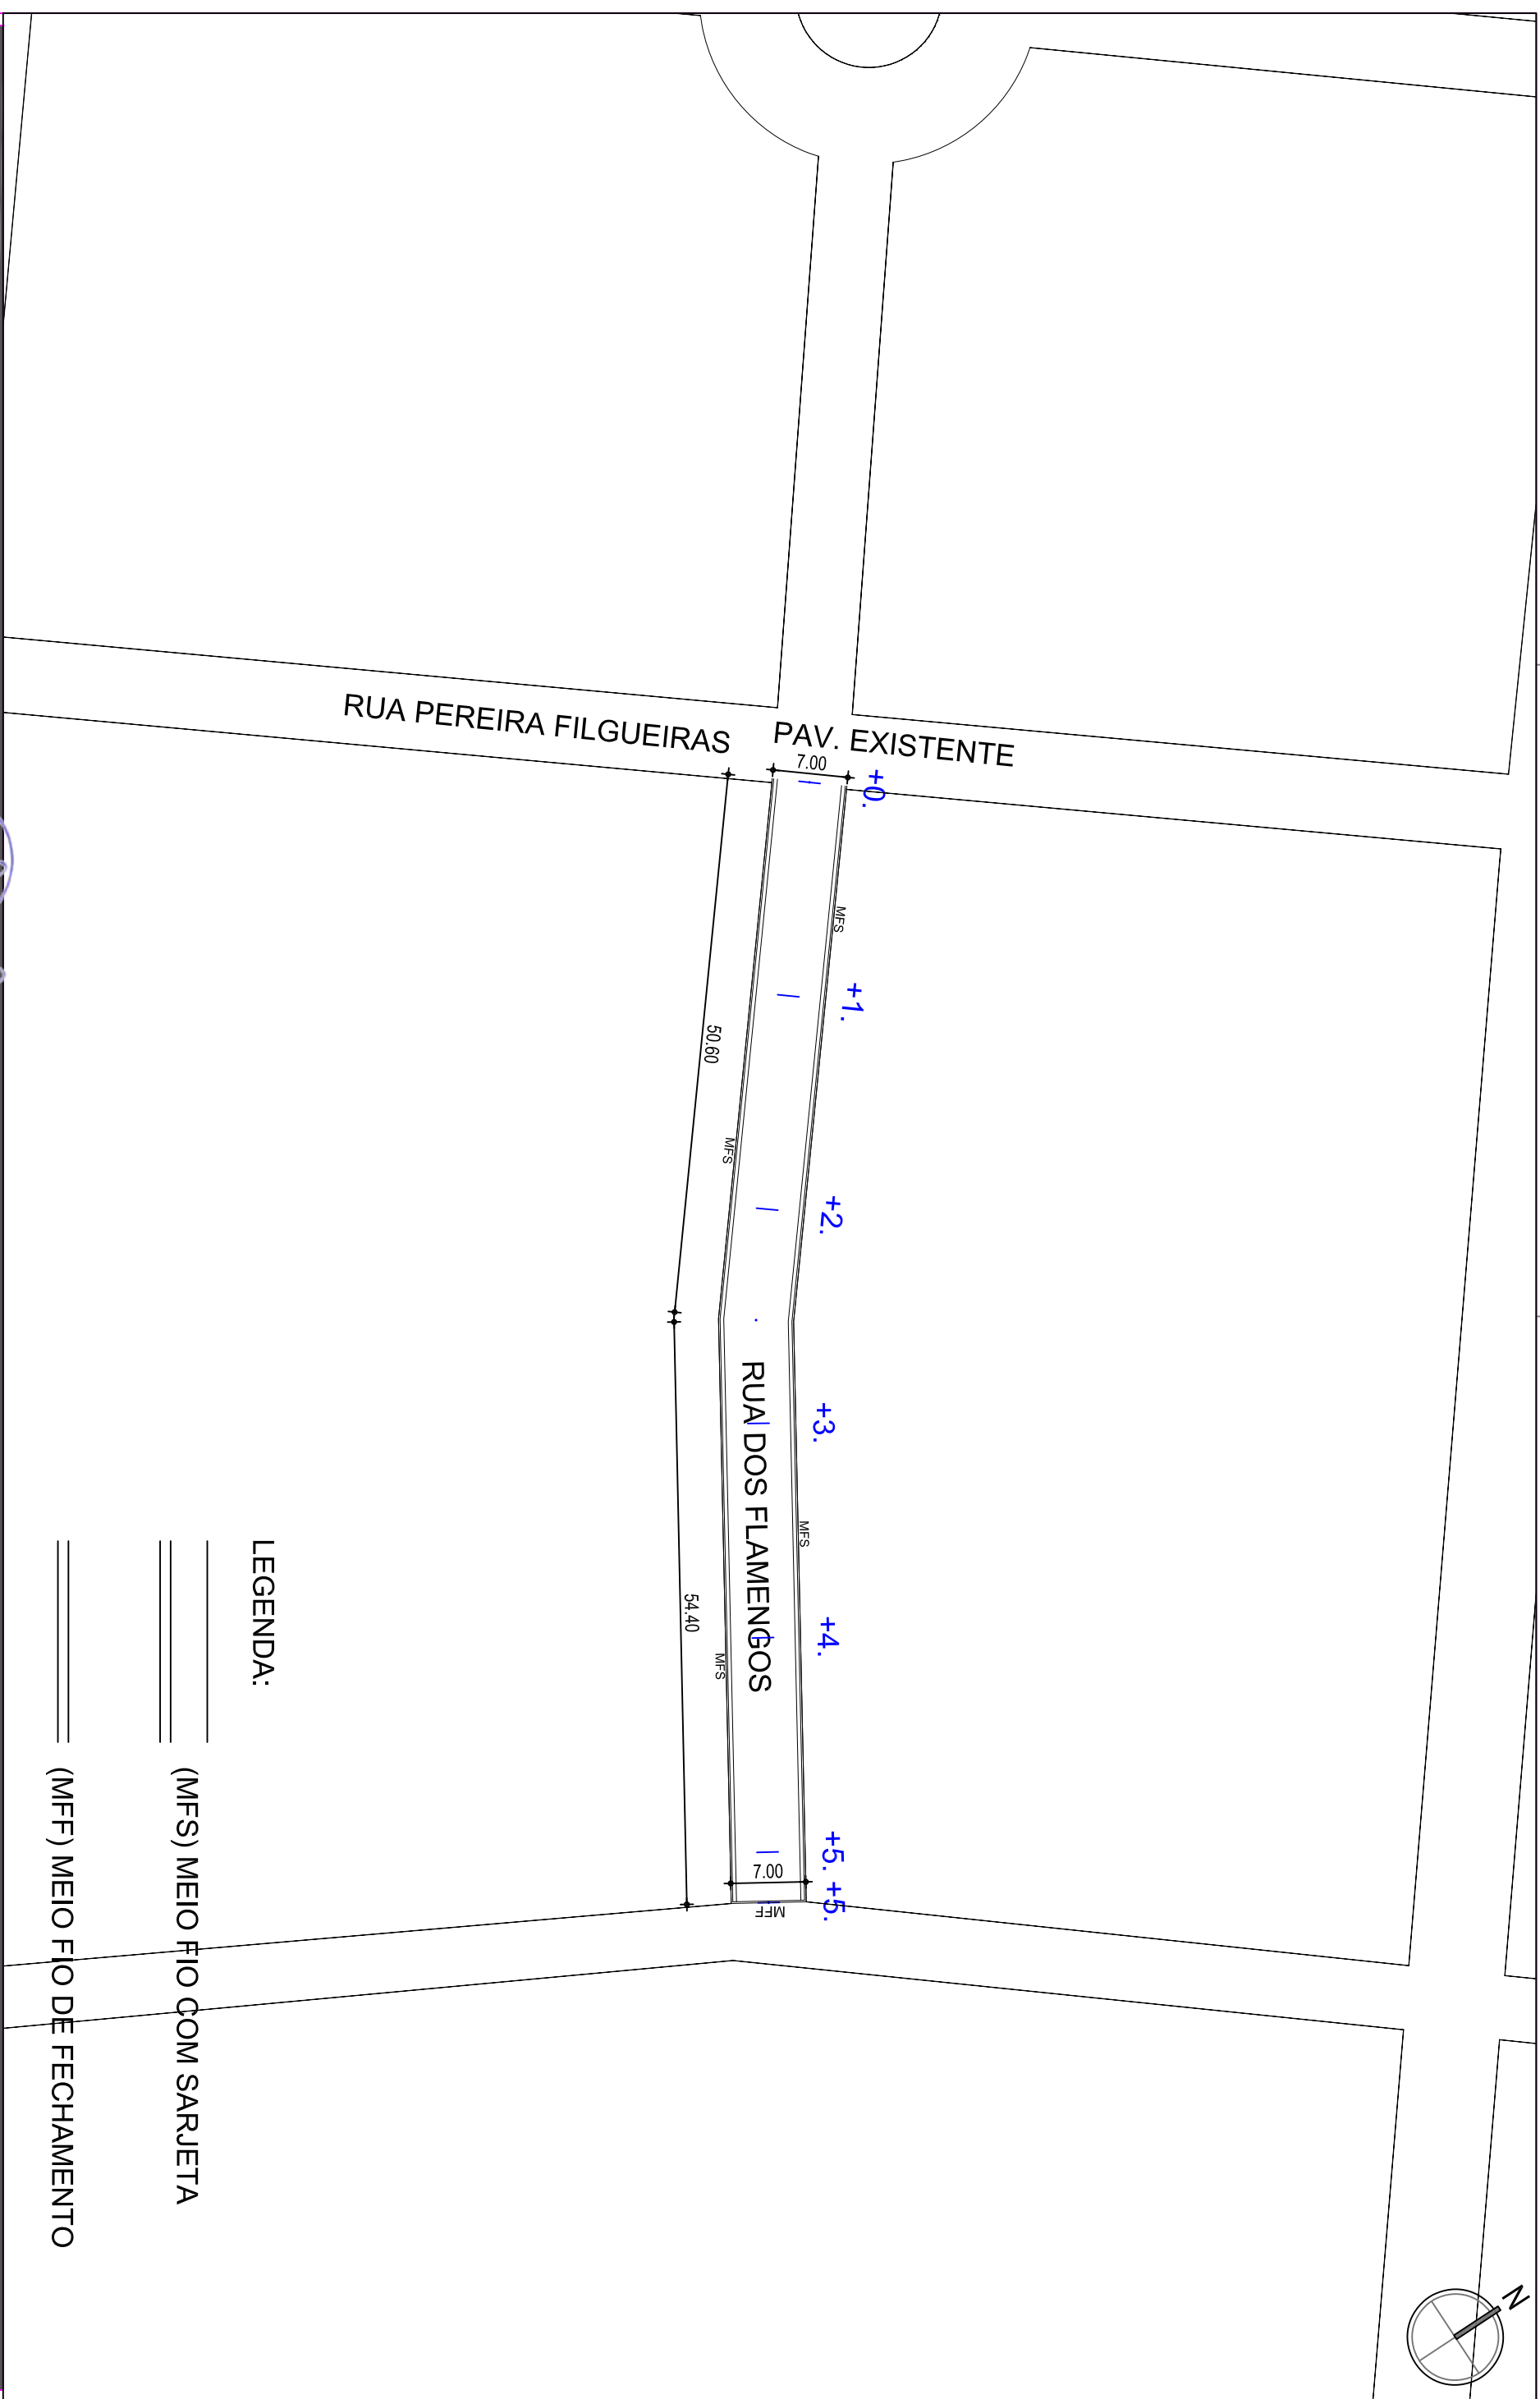 RUA PEREIRA FILGUEIRAS
PAV. EXISTENTE
7.00
+0.
MFS
+1.
50.60
MFS
+2.
RUA DOS FLAMENGOS
+3.
MFS
54.40
+4.
MFS
+5.
7.00
+5.
MFF
LEGENDA:
(MFS) MEIO FIO COM SARJETA
(MFF) MEIO FIO DE FECHAMENTO
N